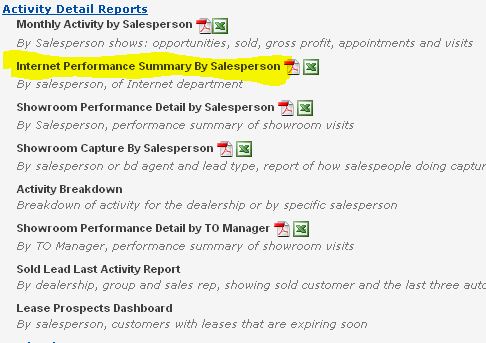 Activity Detail Reports
Monthly Activity by Salesperson
By Salesperson shows: opportunities, sold, gross profit, appointments and visits
Internet Performance Summary By Salesperson
By salesperson, of Internet department
Showroom Performance Detail by Salesperson
By Salesperson, performance summary of showroom visits
Showroom Capture By Salesperson
By salesperson or bd agent and lead type, report of how salespeople doing captur
Activity Breakdown
Breakdown of activity for the dealership or by specific salesperson
Showroom Performance Detail by TO Manager
By TO Manager, performance summary of showroom visits
Sold Lead Last Activity Report
By dealership, group and sales rep, showing sold customer and the last three auto
Lease Prospects Dashboard
By salesperson, customers with leases that are expiring soon